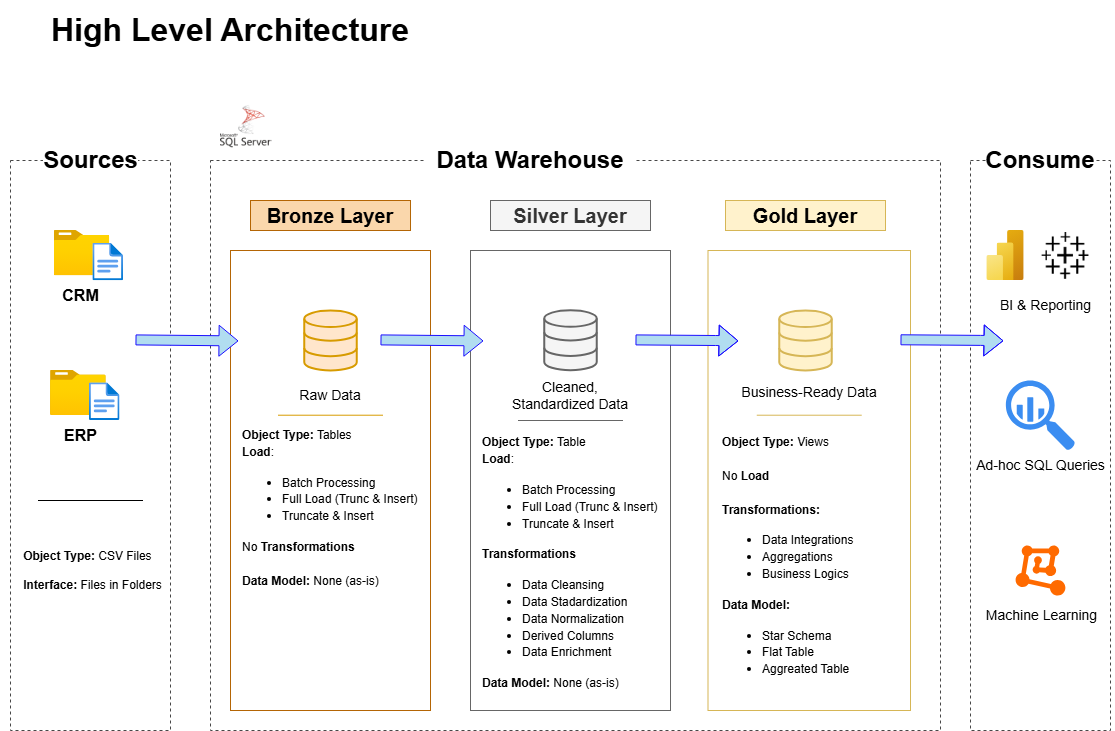 High Level Architecture
Microsoft
SQL Server
Sources
CRM
ERP
Object Type: CSV Files
Interface: Files in Folders
Data Warehouse
Bronze Layer
Raw Data
Object Type: Tables
Load:
Batch Processing
Full Load (Trunc & Insert)
Truncate & Insert
No Transformations
Data Model: None (as-is)
Silver Layer
Cleaned,
Standardized Data
Object Type: Table
Load:
Batch Processing
Full Load (Trunc & Insert)
Truncate & Insert
Transformations
Data Cleansing
Data Stadardization
Data Normalization
Derived Columns
Data Enrichment
Data Model: None (as-is)
Gold Layer
Business-Ready Data
Object Type: Views
No Load
Transformations:
Data Integrations
Aggregations
Business Logics
Data Model:
Star Schema
Flat Table
Aggreated Table
Consume
BI & Reporting
Ad-hoc SQL Queries
Machine Learning